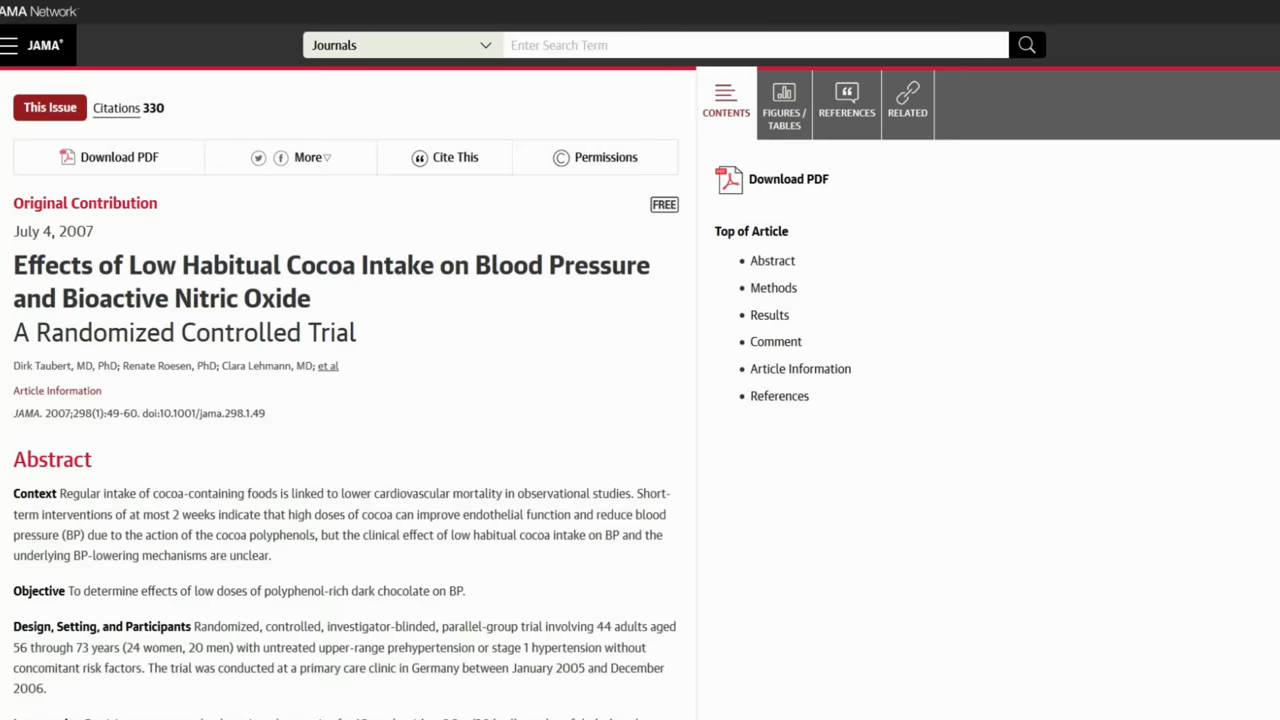 AMA Network
JAMA®
Journals
Enter Search Term
This Issue
Citations 330
Download PDF
More
Cite This
Permissions
Original Contribution
FREE
July 4, 2007
Effects of Low Habitual Cocoa Intake on Blood Pressure
and Bioactive Nitric Oxide
A Randomized Controlled Trial
Dirk Taubert, MD, PhD; Renate Roesen, PhD; Clara Lehmann, MD; et al
Article Information
JAMA. 2007;298(1):49-60. doi:10.1001/jama.298.1.49
Abstract
Context Regular intake of cocoa-containing foods is linked to lower cardiovascular mortality in observational studies. Short-
term interventions of at most 2 weeks indicate that high doses of cocoa can improve endothelial function and reduce blood
pressure (BP) due to the action of the cocoa polyphenols, but the clinical effect of low habitual cocoa intake on BP and the
underlying BP-lowering mechanisms are unclear.
Objective To determine effects of low doses of polyphenol-rich dark chocolate on BP.
Design, Setting, and Participants Randomized, controlled, investigator-blinded, parallel-group trial involving 44 adults aged
56 through 73 years (24 women, 20 men) with untreated upper-range prehypertension or stage 1 hypertension without
concomitant risk factors. The trial was conducted at a primary care clinic in Germany between January 2005 and December
2006.
CONTENTS
FIGURES /
TABLES
REFERENCES
RELATED
Download PDF
Top of Article
• Abstract
• Methods
• Results
• Comment
• Article Information
• References